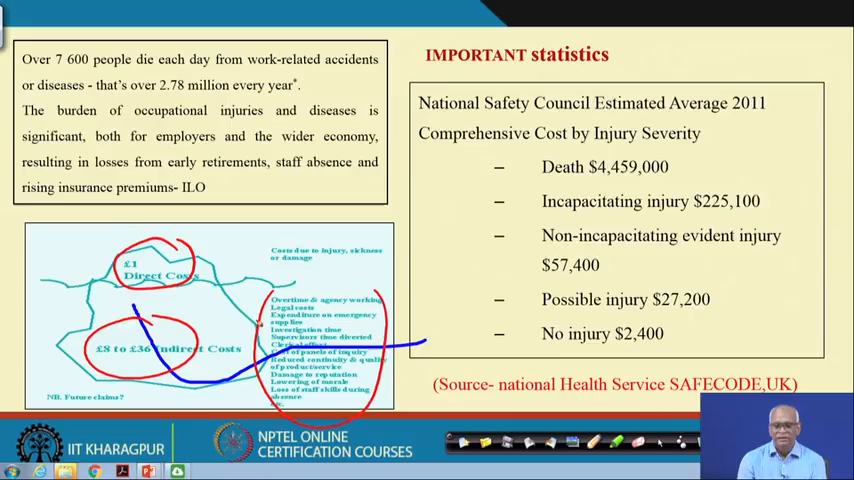 Over 7 600 people die each day from work-related accidents
or diseases - that's over 2.78 million every year*.
The burden of occupational injuries and diseases is
significant, both for employers and the wider economy,
resulting in losses from early retirements, staff absence and
rising insurance premiums- ILO
IMPORTANT statistics
National Safety Council Estimated Average 2011
Comprehensive Cost by Injury Severity
– Death $4,459,000
– Incapacitating injury $225,100
– Non-incapacitating evident injury
$57,400
– Possible injury $27,200
– No injury $2,400
(Source- national Health Service SAFECODE,UK)
£1
Direct Costs
£8 to £36 Indirect Costs
NB. Future claims?
Costs due to injury, sickness
or damage
Overtime & agency working
Legal costs
Expenditure on emergency
supplies
Investigation time
Supervisors time diverted
Clerical effort
Cost of panels of inquiry
Reduced continuity & quality
of product/service
Damage to reputation
Lowering of morale
Loss of staff skills during
absence
etc.
IIT KHARAGPUR
NPTEL ONLINE
CERTIFICATION COURSES